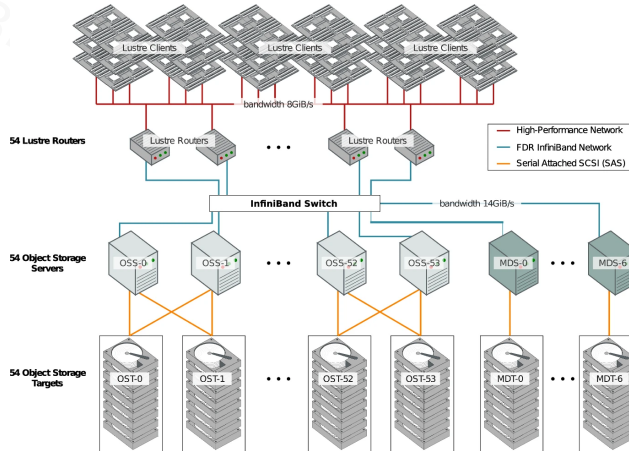 Lustre Clients
Lustre Clients
Lustre Clients
bandwidth 8GiB/s
54 Lustre Routers
Lustre Routers
Lustre Routers
High-Performance Network
FDR InfiniBand Network
Serial Attached SCSI (SAS)
InfiniBand Switch
bandwidth 14GiB/s
54 Object Storage
Servers
OSS-0
OSS-1
OSS-52
OSS-53
MDS-0
MDS-6
54 Object Storage
Targets
OST-0
OST-1
OST-52
OST-53
MDT-0
MDT-6